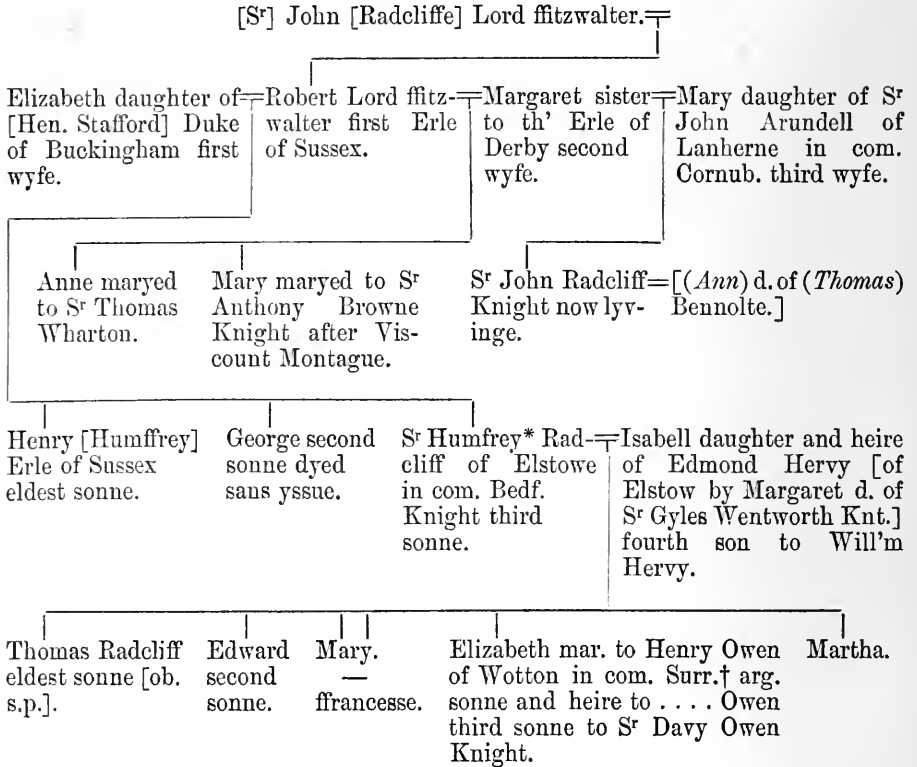 [Sʳ] John [Radcliffe] Lord ffitzwalter.
Elizabeth daughter of
[Hen. Stafford] Duke
of Buckingham first
wyfe.
Robert Lord ffitz-
walter first Erle
of Sussex.
Margaret sister
to th' Erle of
Derby second
wyfe.
Mary daughter of Sʳ
John Arundell of
Lanherne in com.
Cornub. third wyfe.
Anne maryed
to Sʳ Thomas
Wharton.
Mary maryed to Sʳ
Anthony Browne
Knight after Vis-
count Montague.
Sʳ John Radcliff
Knight now lyv-
inge.
[(Ann) d. of (Thomas)
Bennolte.]
Henry [Humffrey]
Erle of Sussex
eldest sonne.
George second
sonne dyed
sans yssue.
Sʳ Humfrey* Rad-
cliff of Elstowe
in com. Bedf.
Knight third
sonne.
Isabell daughter and heire
of Edmond Hervy [of
Elstow by Margaret d. of
Sʳ Gyles Wentworth Knt.]
fourth son to Will'm
Hervy.
Thomas Radcliff
eldest sonne [ob.
s.p.].
Edward
second
sonne.
Mary.
—
ffrancesse.
Elizabeth mar. to Henry Owen
of Wotton in com. Surr.† arg.
sonne and heire to . . . . Owen
third sonne to Sʳ Davy Owen
Knight.
Martha.